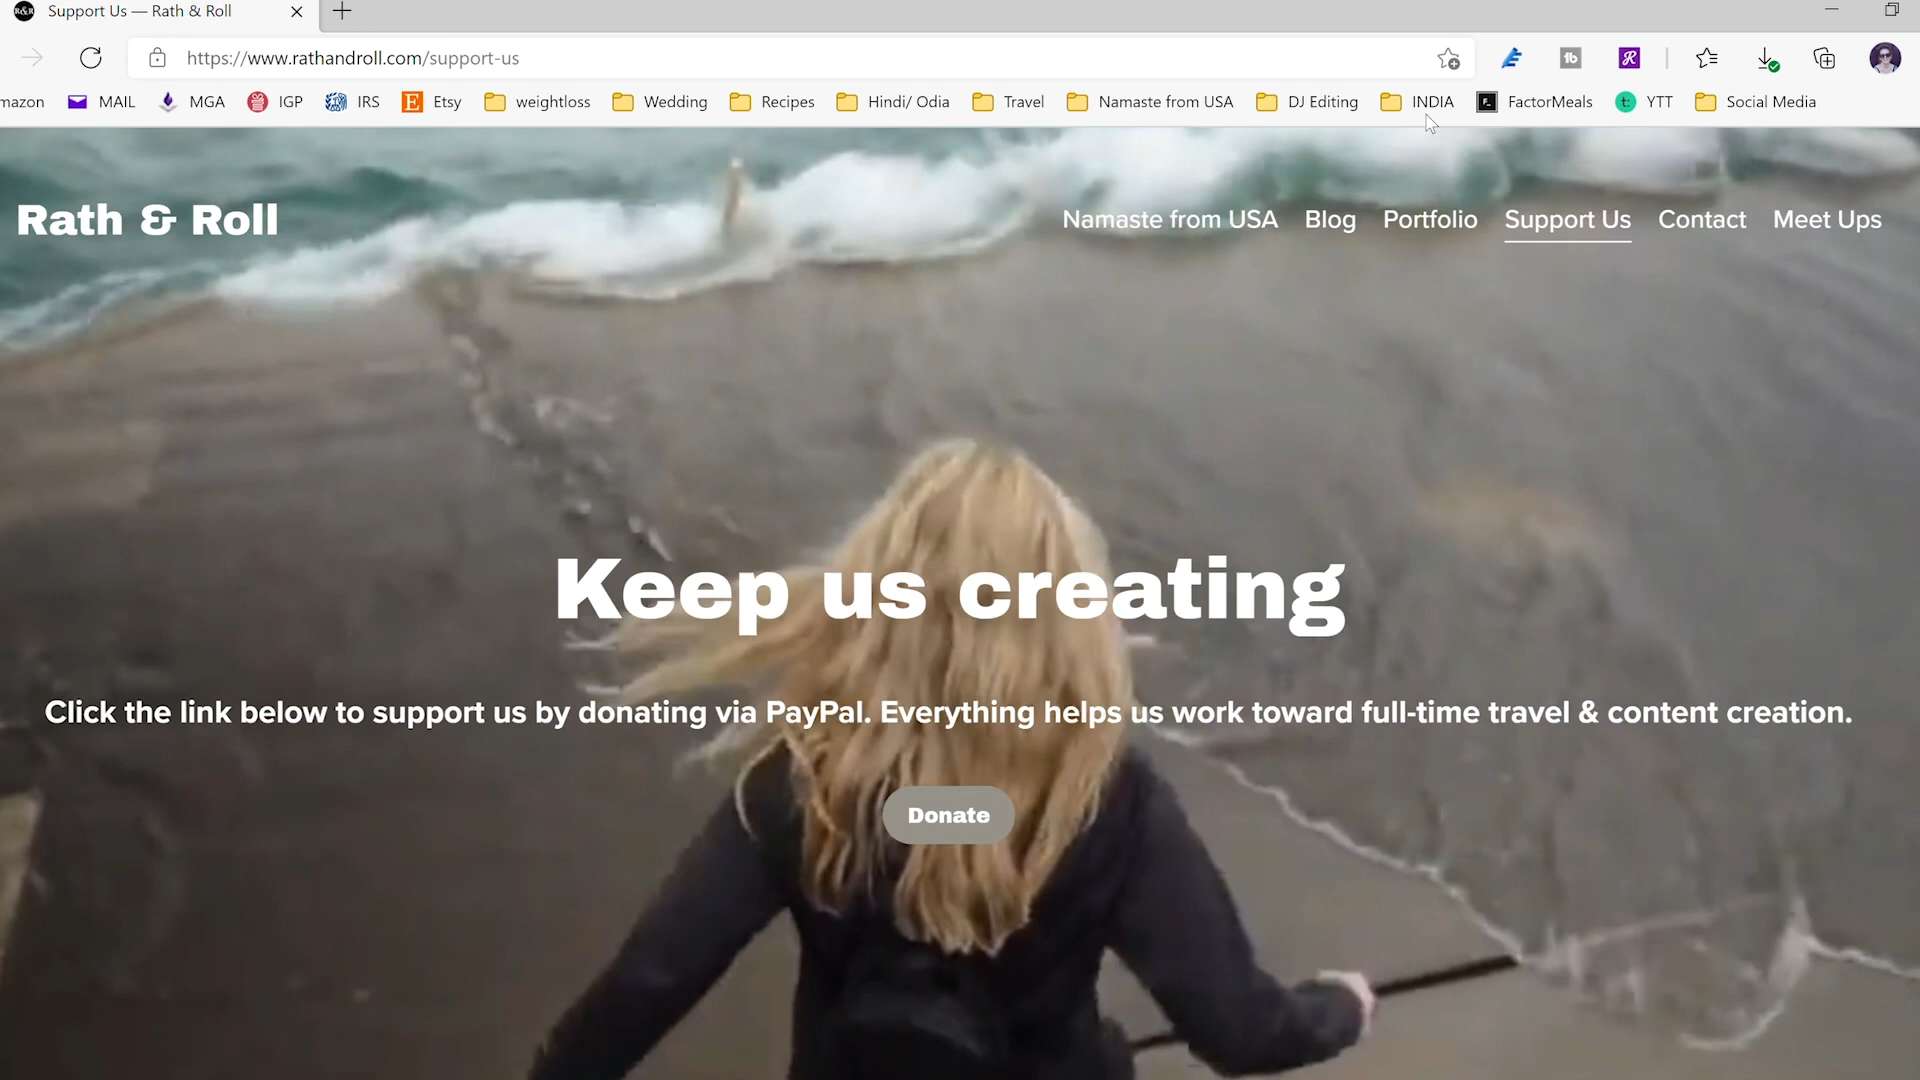 Support Us — Rath & Roll
https://www.rathandroll.com/support-us
mazon MAIL MGA IGP IRS Etsy weightloss Wedding Recipes Hindi/ Odia Travel Namaste from USA DJ Editing INDIA FactorMeals YTT Social Media
Rath & Roll
Namaste from USA Blog Portfolio Support Us Contact Meet Ups
Keep us creating
Click the link below to support us by donating via PayPal. Everything helps us work toward full-time travel & content creation.
Donate